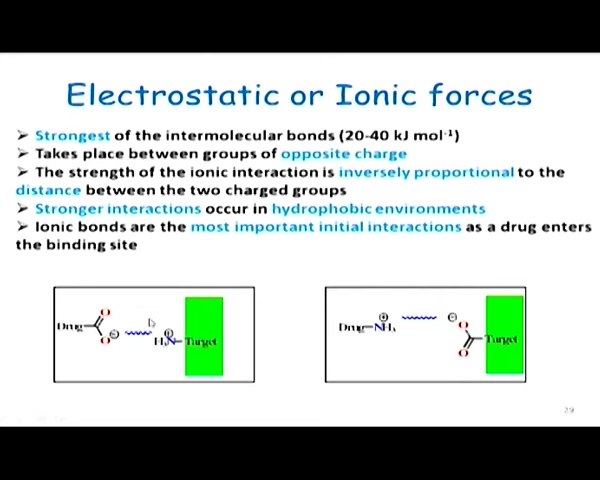 Electrostatic or Ionic forces
➢ Strongest of the intermolecular bonds (20-40 kJ mol⁻¹)
➢ Takes place between groups of opposite charge
➢ The strength of the ionic interaction is inversely proportional to the
distance between the two charged groups
➢ Stronger interactions occur in hydrophobic environments
➢ Ionic bonds are the most important initial interactions as a drug enters
the binding site
Drug
O
O
⊖
⊕
H₃N
Target
Drug
NH₃
⊕
⊖
O
O
Target
29